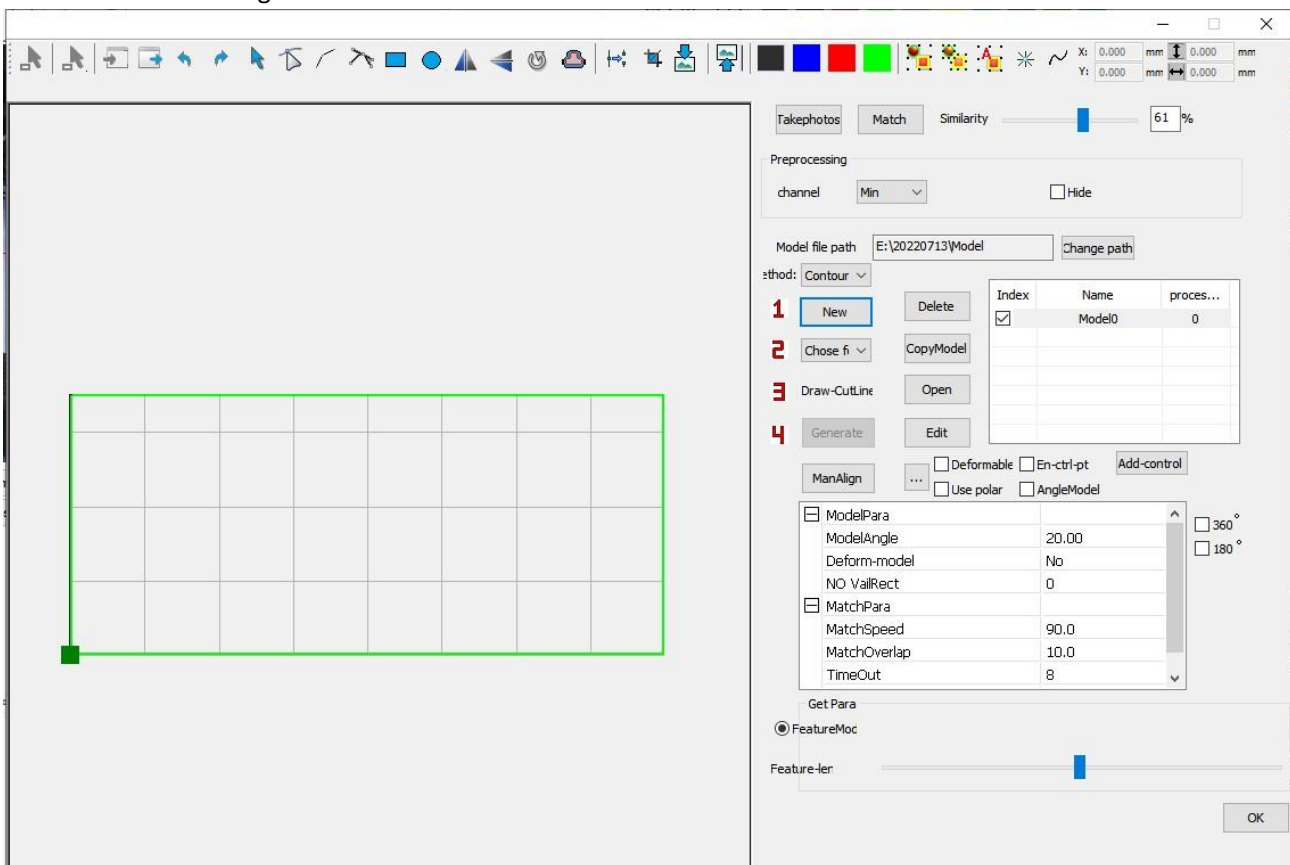 X: 0.000 mm 0.000 mm
Y: 0.000 mm 0.000 mm
Takephotos Match Similarity 61 %
Preprocessing
channel Min Hide
Model file path E:\20220713\Model Change path
ethod: Contour
1 New Delete
2 Chose fi CopyModel
3 Draw-CutLine Open
4 Generate Edit
Index Name proces...
Model0 0
ManAlign ... Deformable En-ctrl-pt Add-control
Use polar AngleModel
ModelPara
ModelAngle 20.00
Deform-model No
NO VailRect 0
MatchPara
MatchSpeed 90.0
MatchOverlap 10.0
TimeOut 8
360°
180°
Get Para
FeatureMod
Feature-len
OK